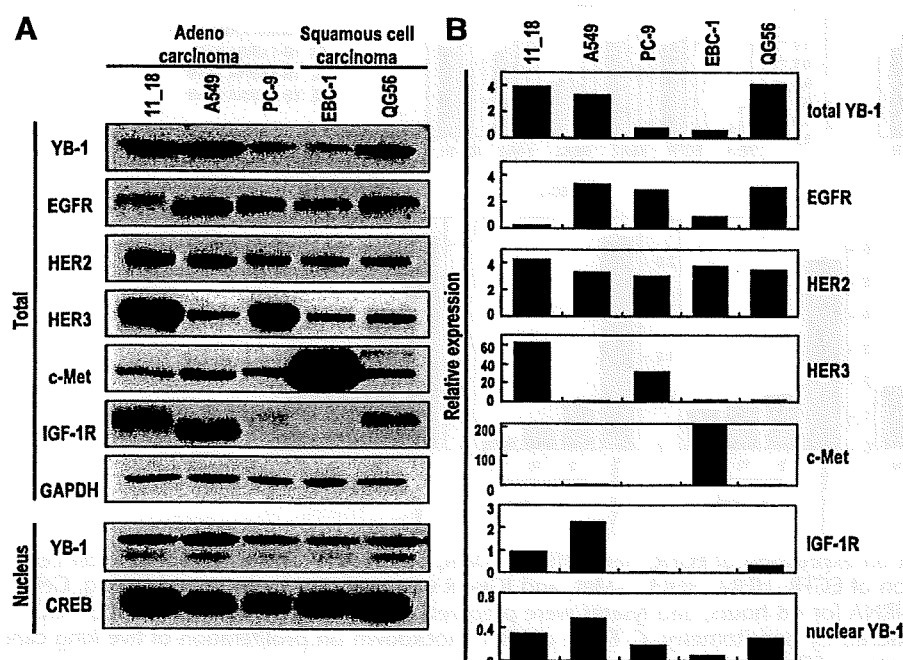 A
Adeno carcinoma
Squamous cell carcinoma
11_18
A549
PC-9
EBC-1
QG56
Total
YB-1
EGFR
HER2
HER3
c-Met
IGF-1R
GAPDH
Nucleus
YB-1
CREB
B
11_18
A549
PC-9
EBC-1
QG56
Relative expression
4
2
0
total YB-1
4
2
0
EGFR
4
2
0
HER2
60
40
20
0
HER3
200
100
0
c-Met
3
2
1
0
IGF-1R
0.8
0.4
nuclear YB-1